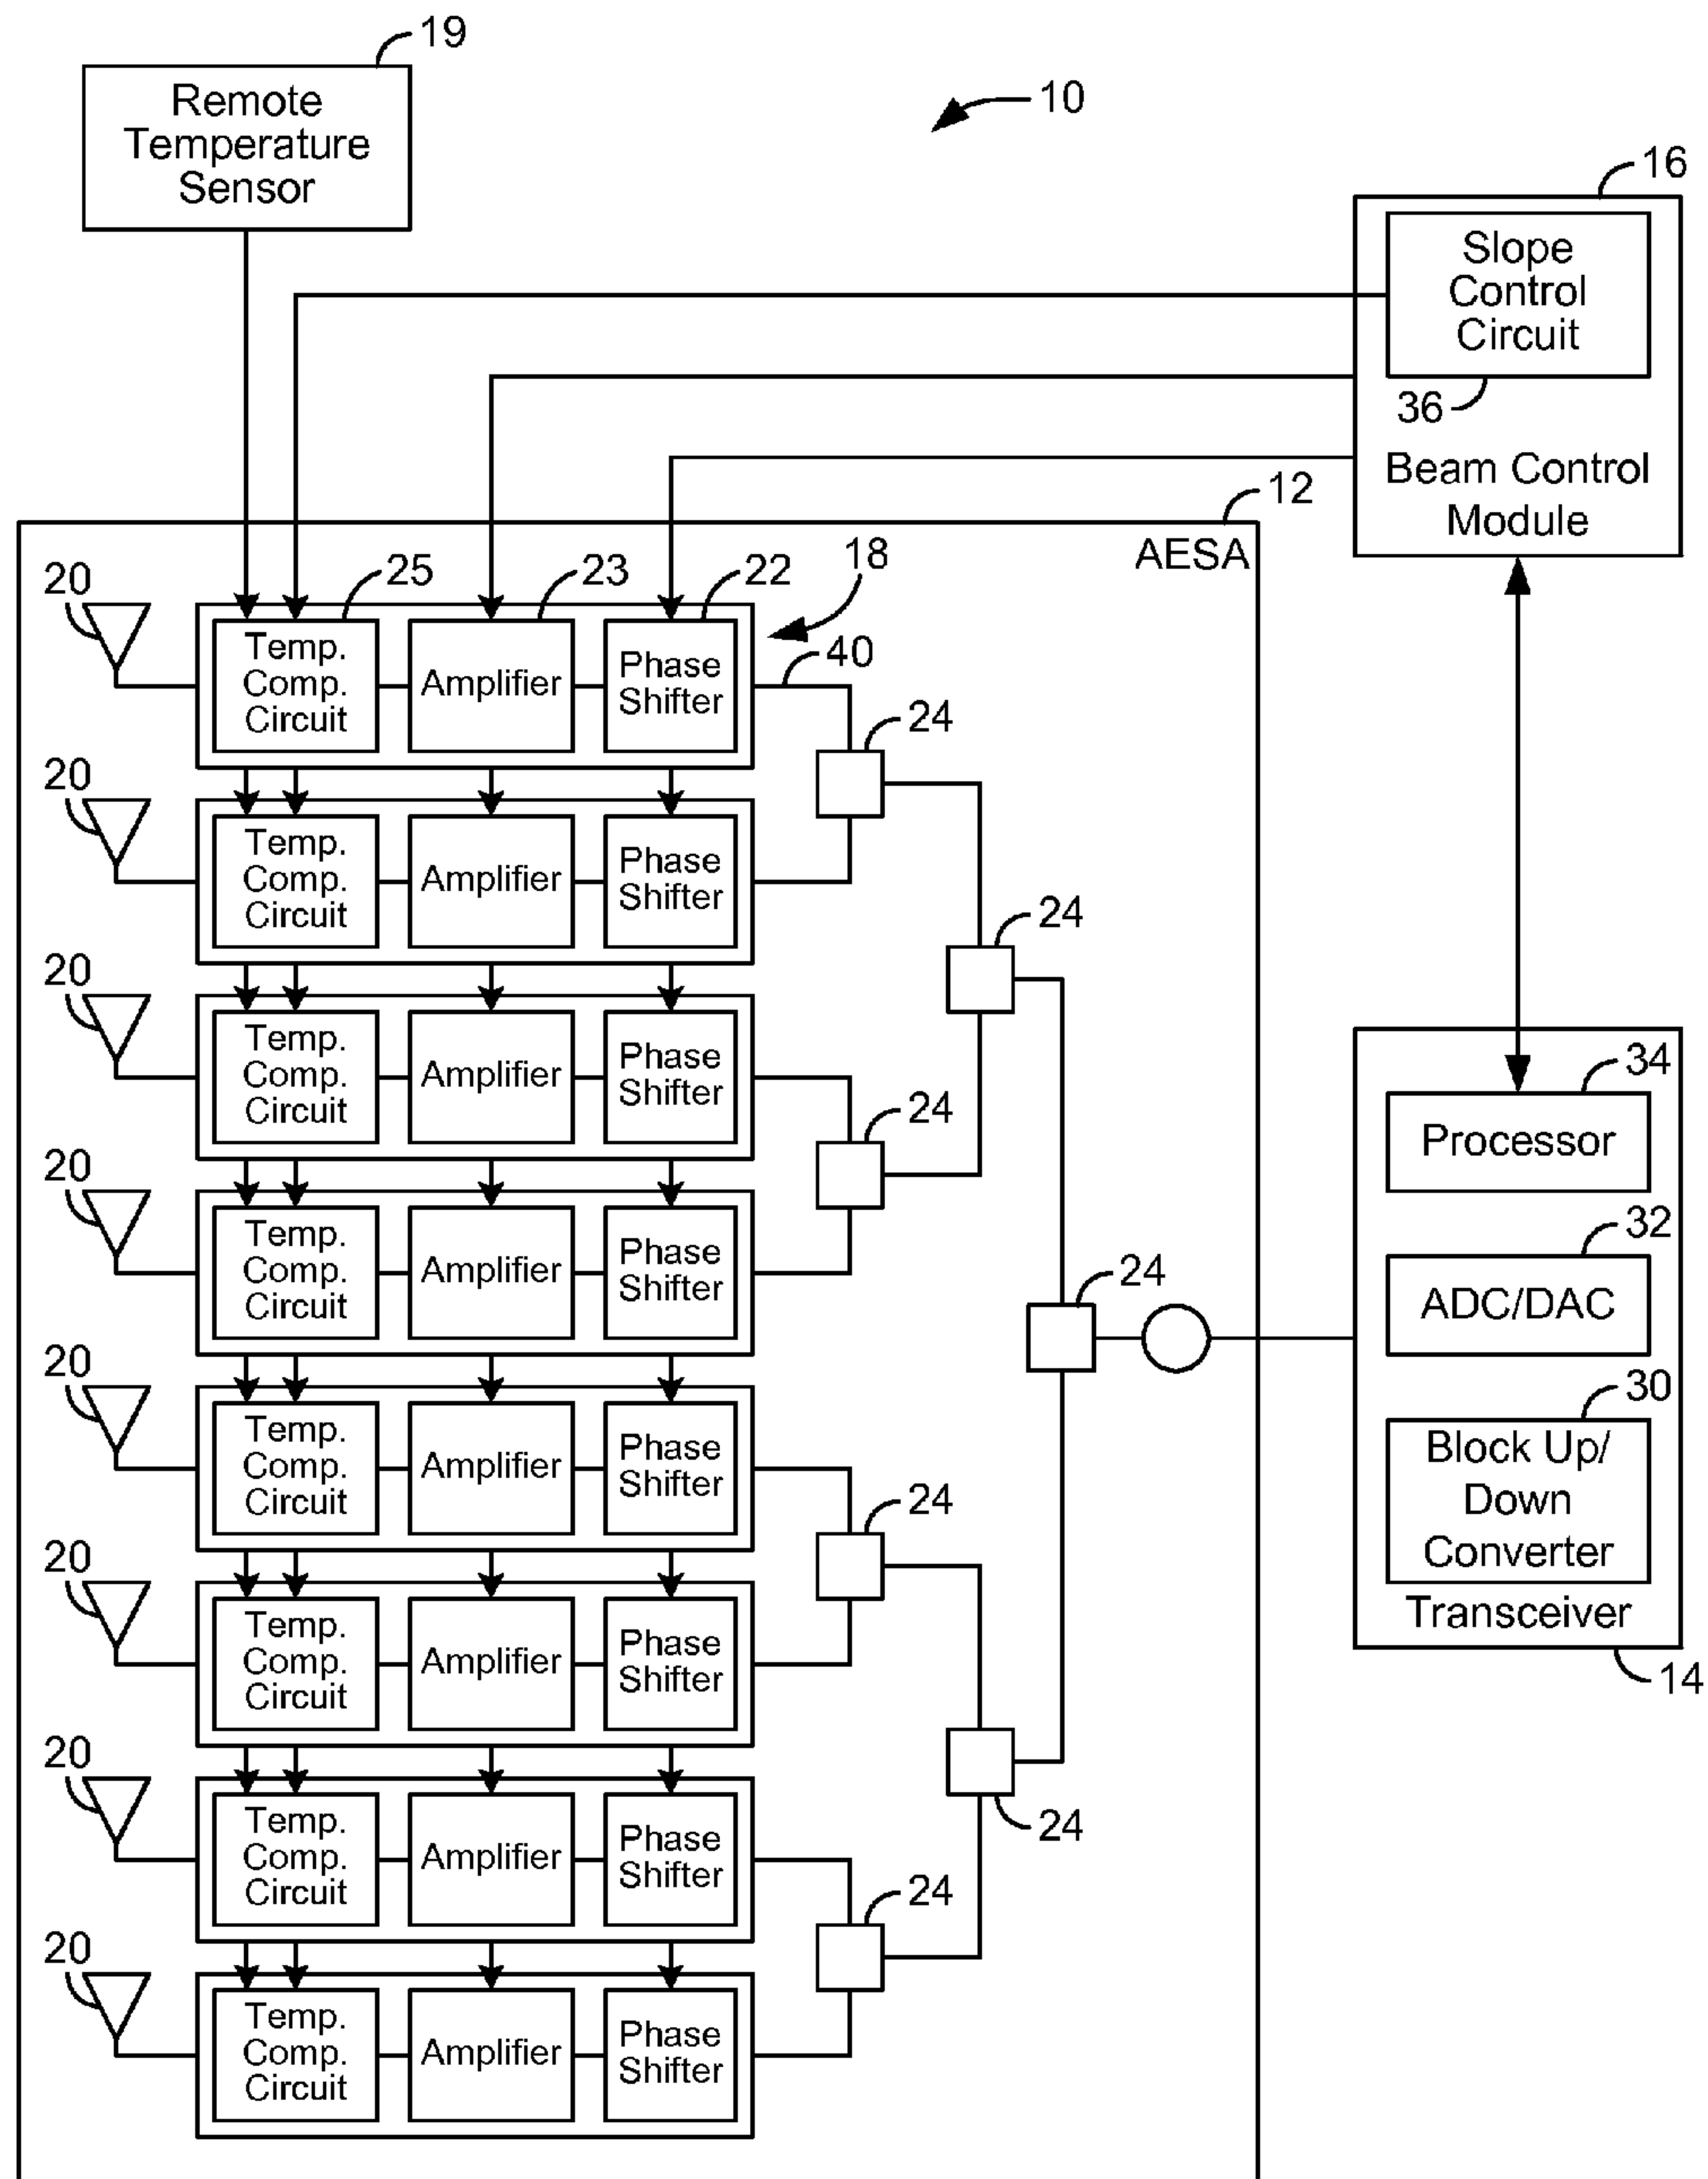 19
Remote
Temperature
Sensor
10
16
Slope
Control
Circuit
36
Beam Control
Module
12
AESA
18
20
25
23
22
Temp.
Comp.
Circuit
Amplifier
Phase
Shifter
40
24
20
Temp.
Comp.
Circuit
Amplifier
Phase
Shifter
24
20
Temp.
Comp.
Circuit
Amplifier
Phase
Shifter
24
20
Temp.
Comp.
Circuit
Amplifier
Phase
Shifter
24
20
Temp.
Comp.
Circuit
Amplifier
Phase
Shifter
24
20
Temp.
Comp.
Circuit
Amplifier
Phase
Shifter
24
20
Temp.
Comp.
Circuit
Amplifier
Phase
Shifter
24
20
Temp.
Comp.
Circuit
Amplifier
Phase
Shifter
34
Processor
32
ADC/DAC
30
Block Up/
Down
Converter
Transceiver
14